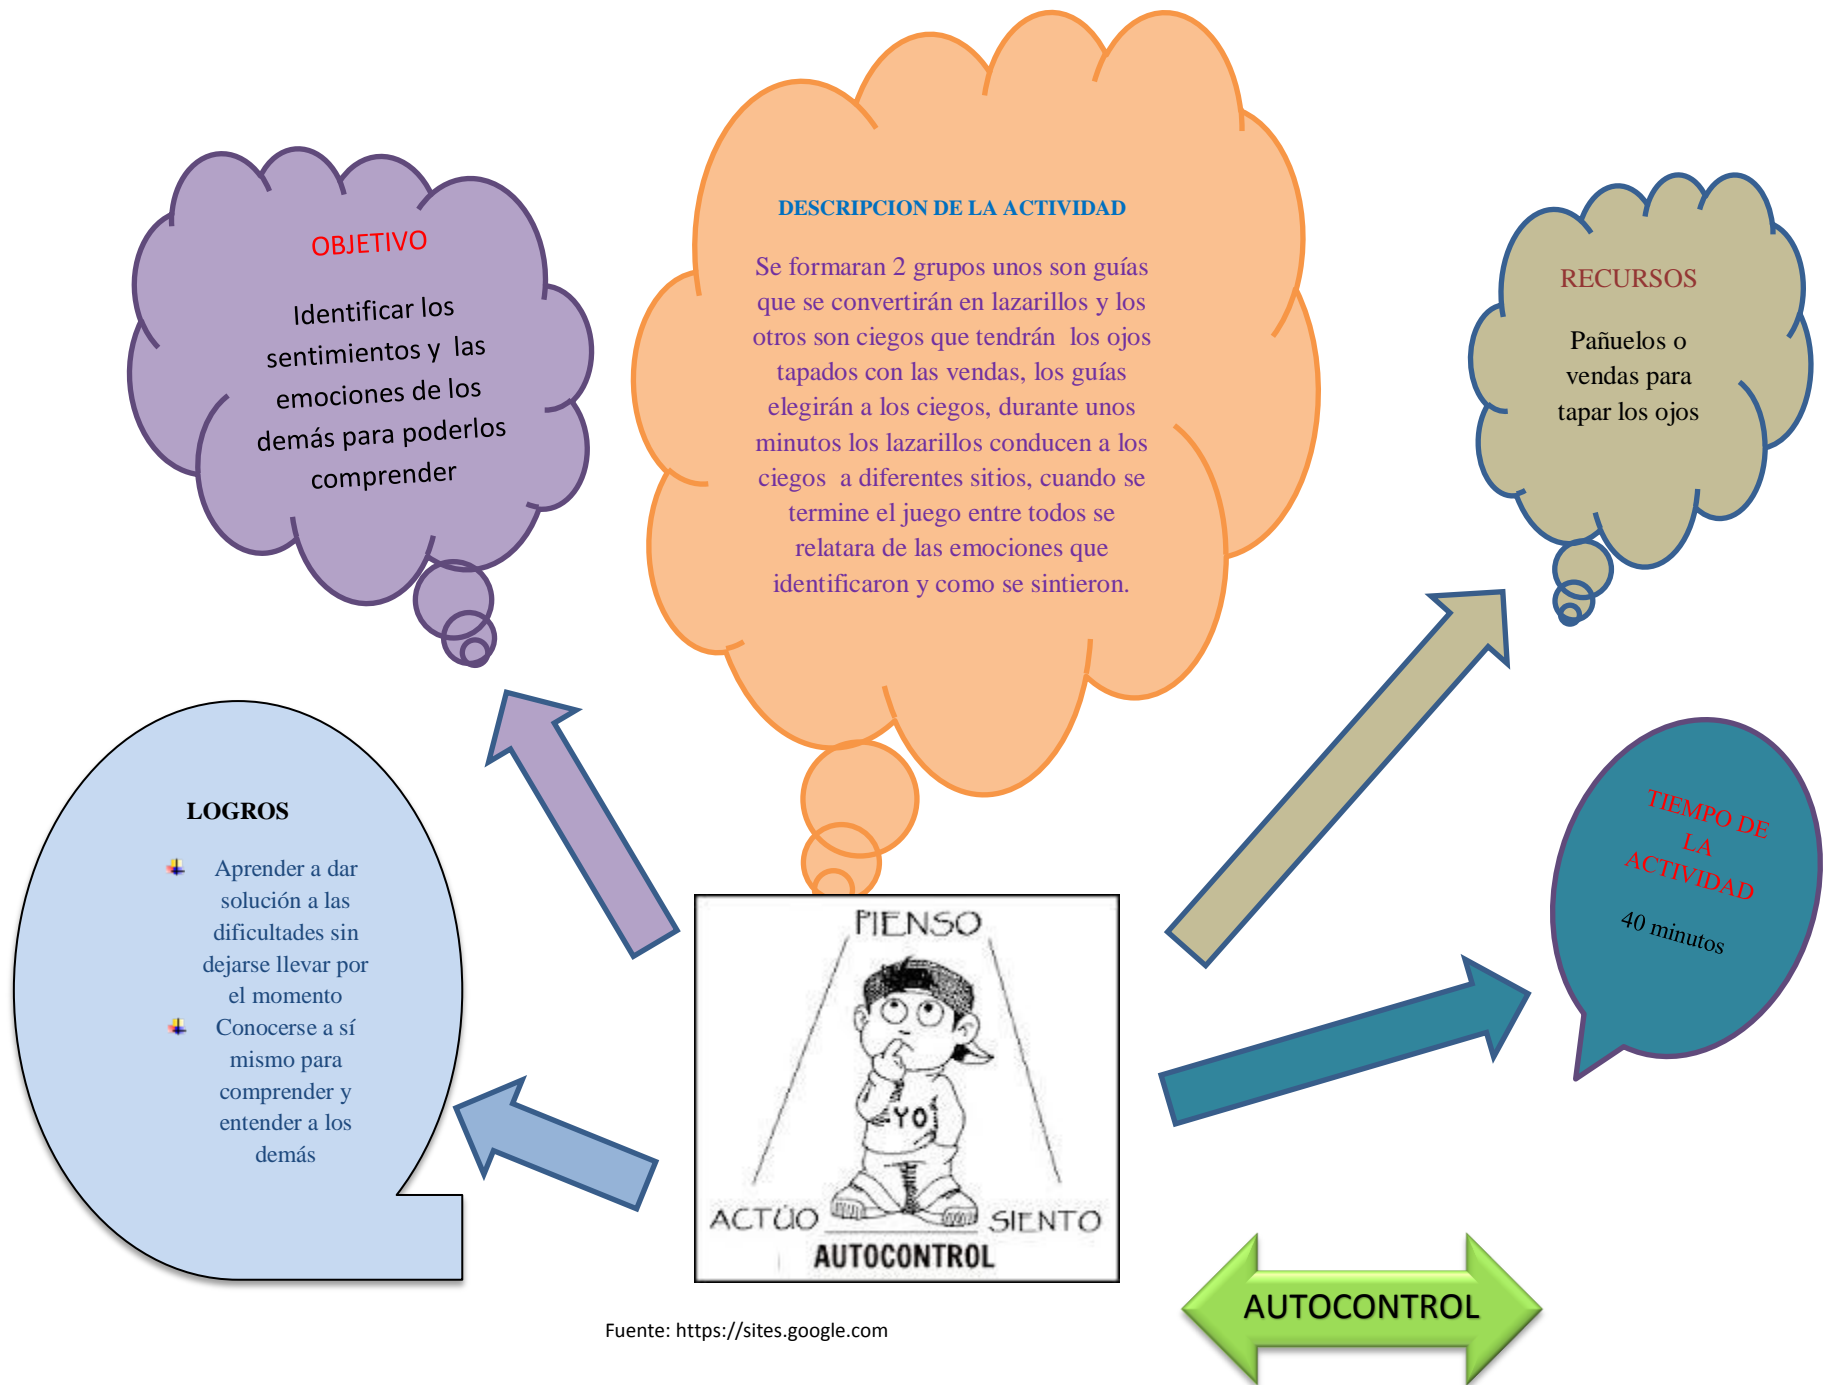 DESCRIPCION DE LA ACTIVIDAD
Se formaran 2 grupos unos son guías
que se convertirán en lazarillos y los
otros son ciegos que tendrán los ojos
tapados con las vendas, los guías
elegirán a los ciegos, durante unos
minutos los lazarillos conducen a los
ciegos a diferentes sitios, cuando se
termine el juego entre todos se
relatara de las emociones que
identificaron y como se sintieron.
OBJETIVO
Identificar los
sentimientos y las
emociones de los
demás para poderlos
comprender
RECURSOS
Pañuelos o
vendas para
tapar los ojos
LOGROS
Aprender a dar
solución a las
dificultades sin
dejarse llevar por
el momento
Conocerse a sí
mismo para
comprender y
entender a los
demás
TIEMPO DE
LA
ACTIVIDAD
40 minutos
PIENSO
YO
ACTÚO
SIENTO
AUTOCONTROL
AUTOCONTROL
Fuente: https://sites.google.com